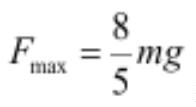 F_max = 8/5 mg